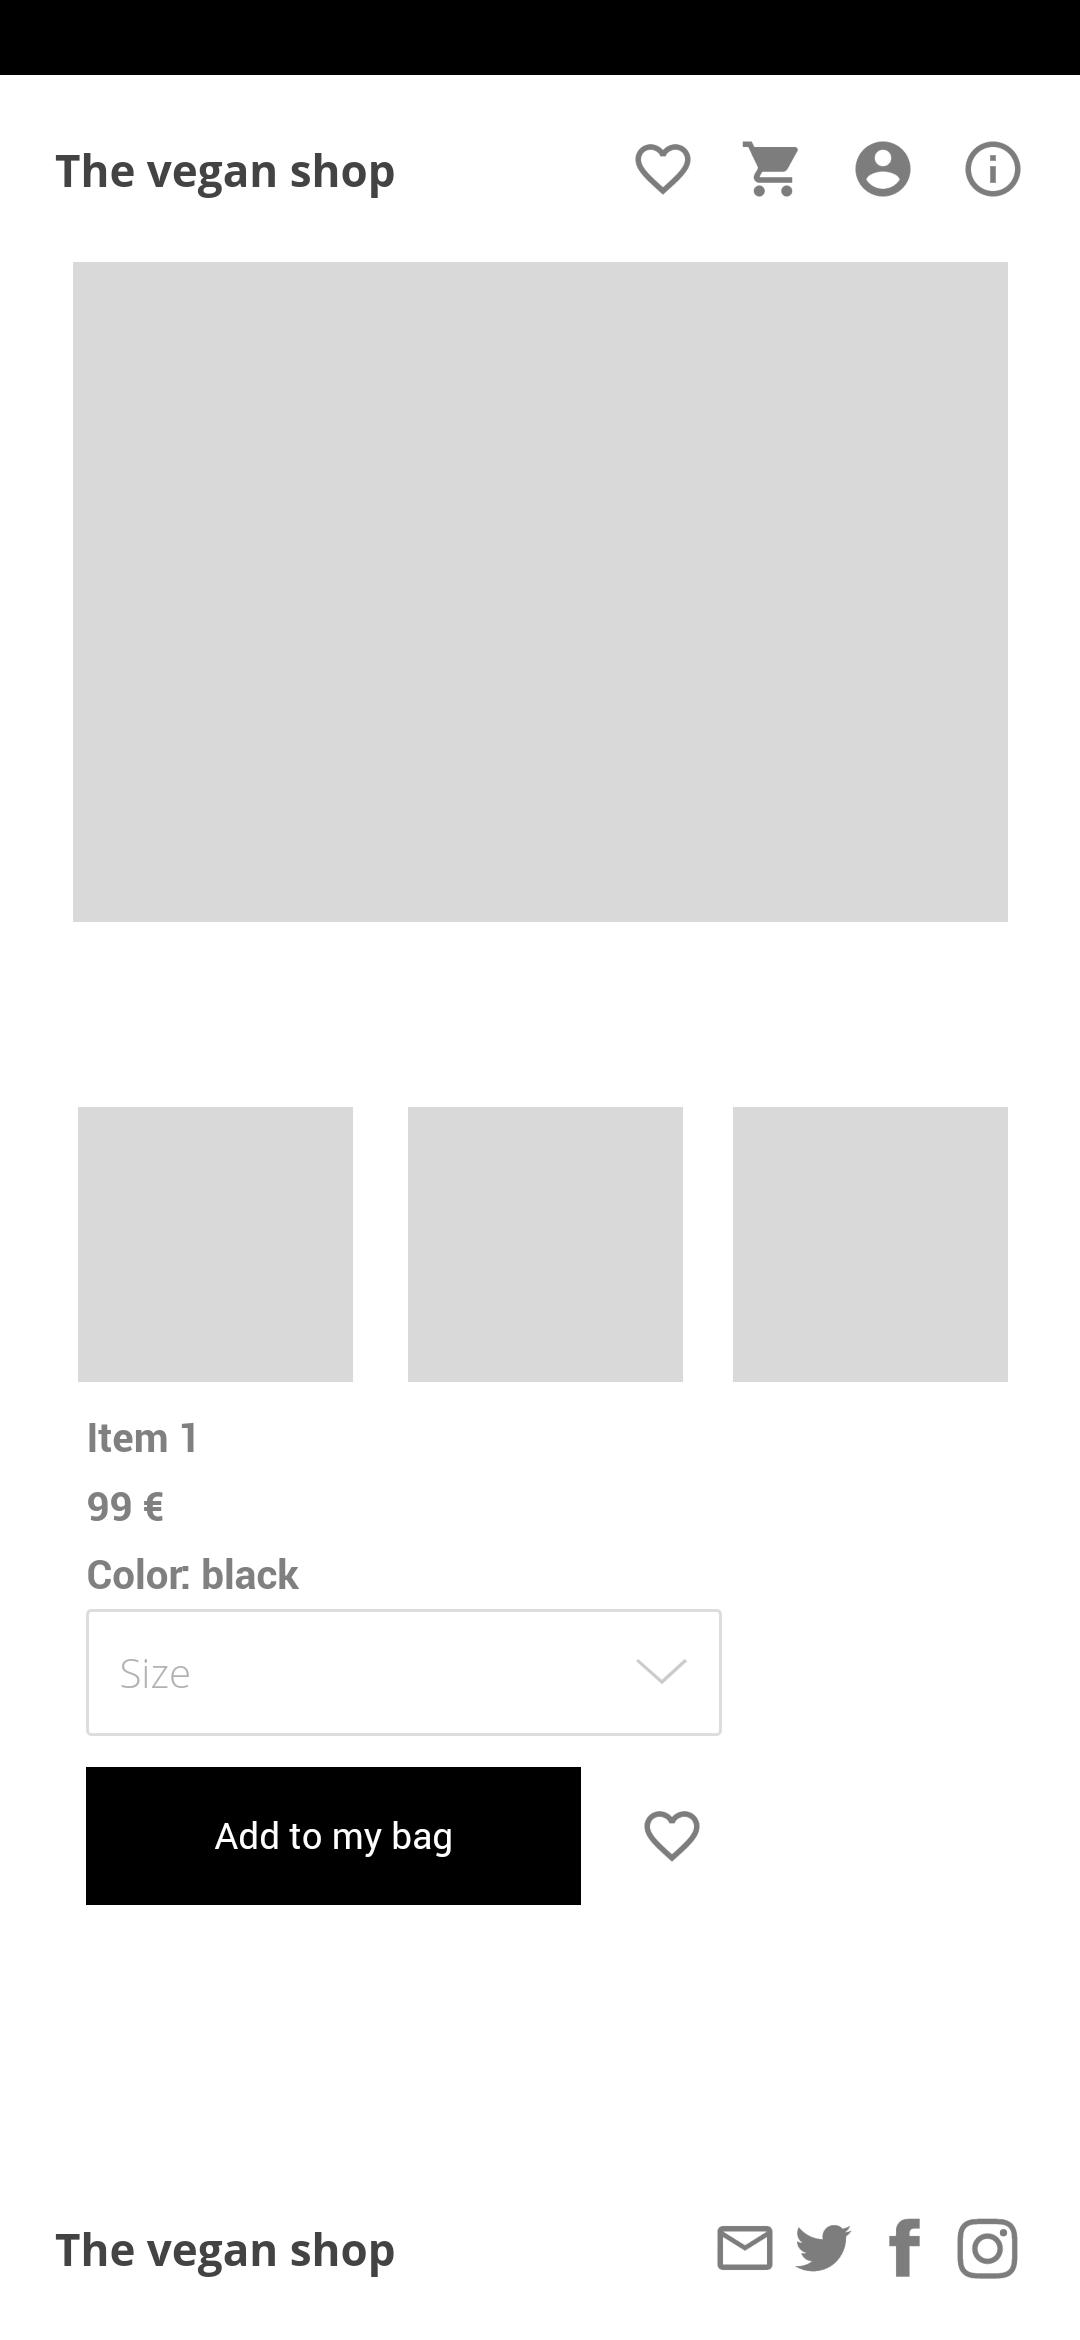 The vegan shop
Item 1
99 €
Color: black
Size
Add to my bag
The vegan shop